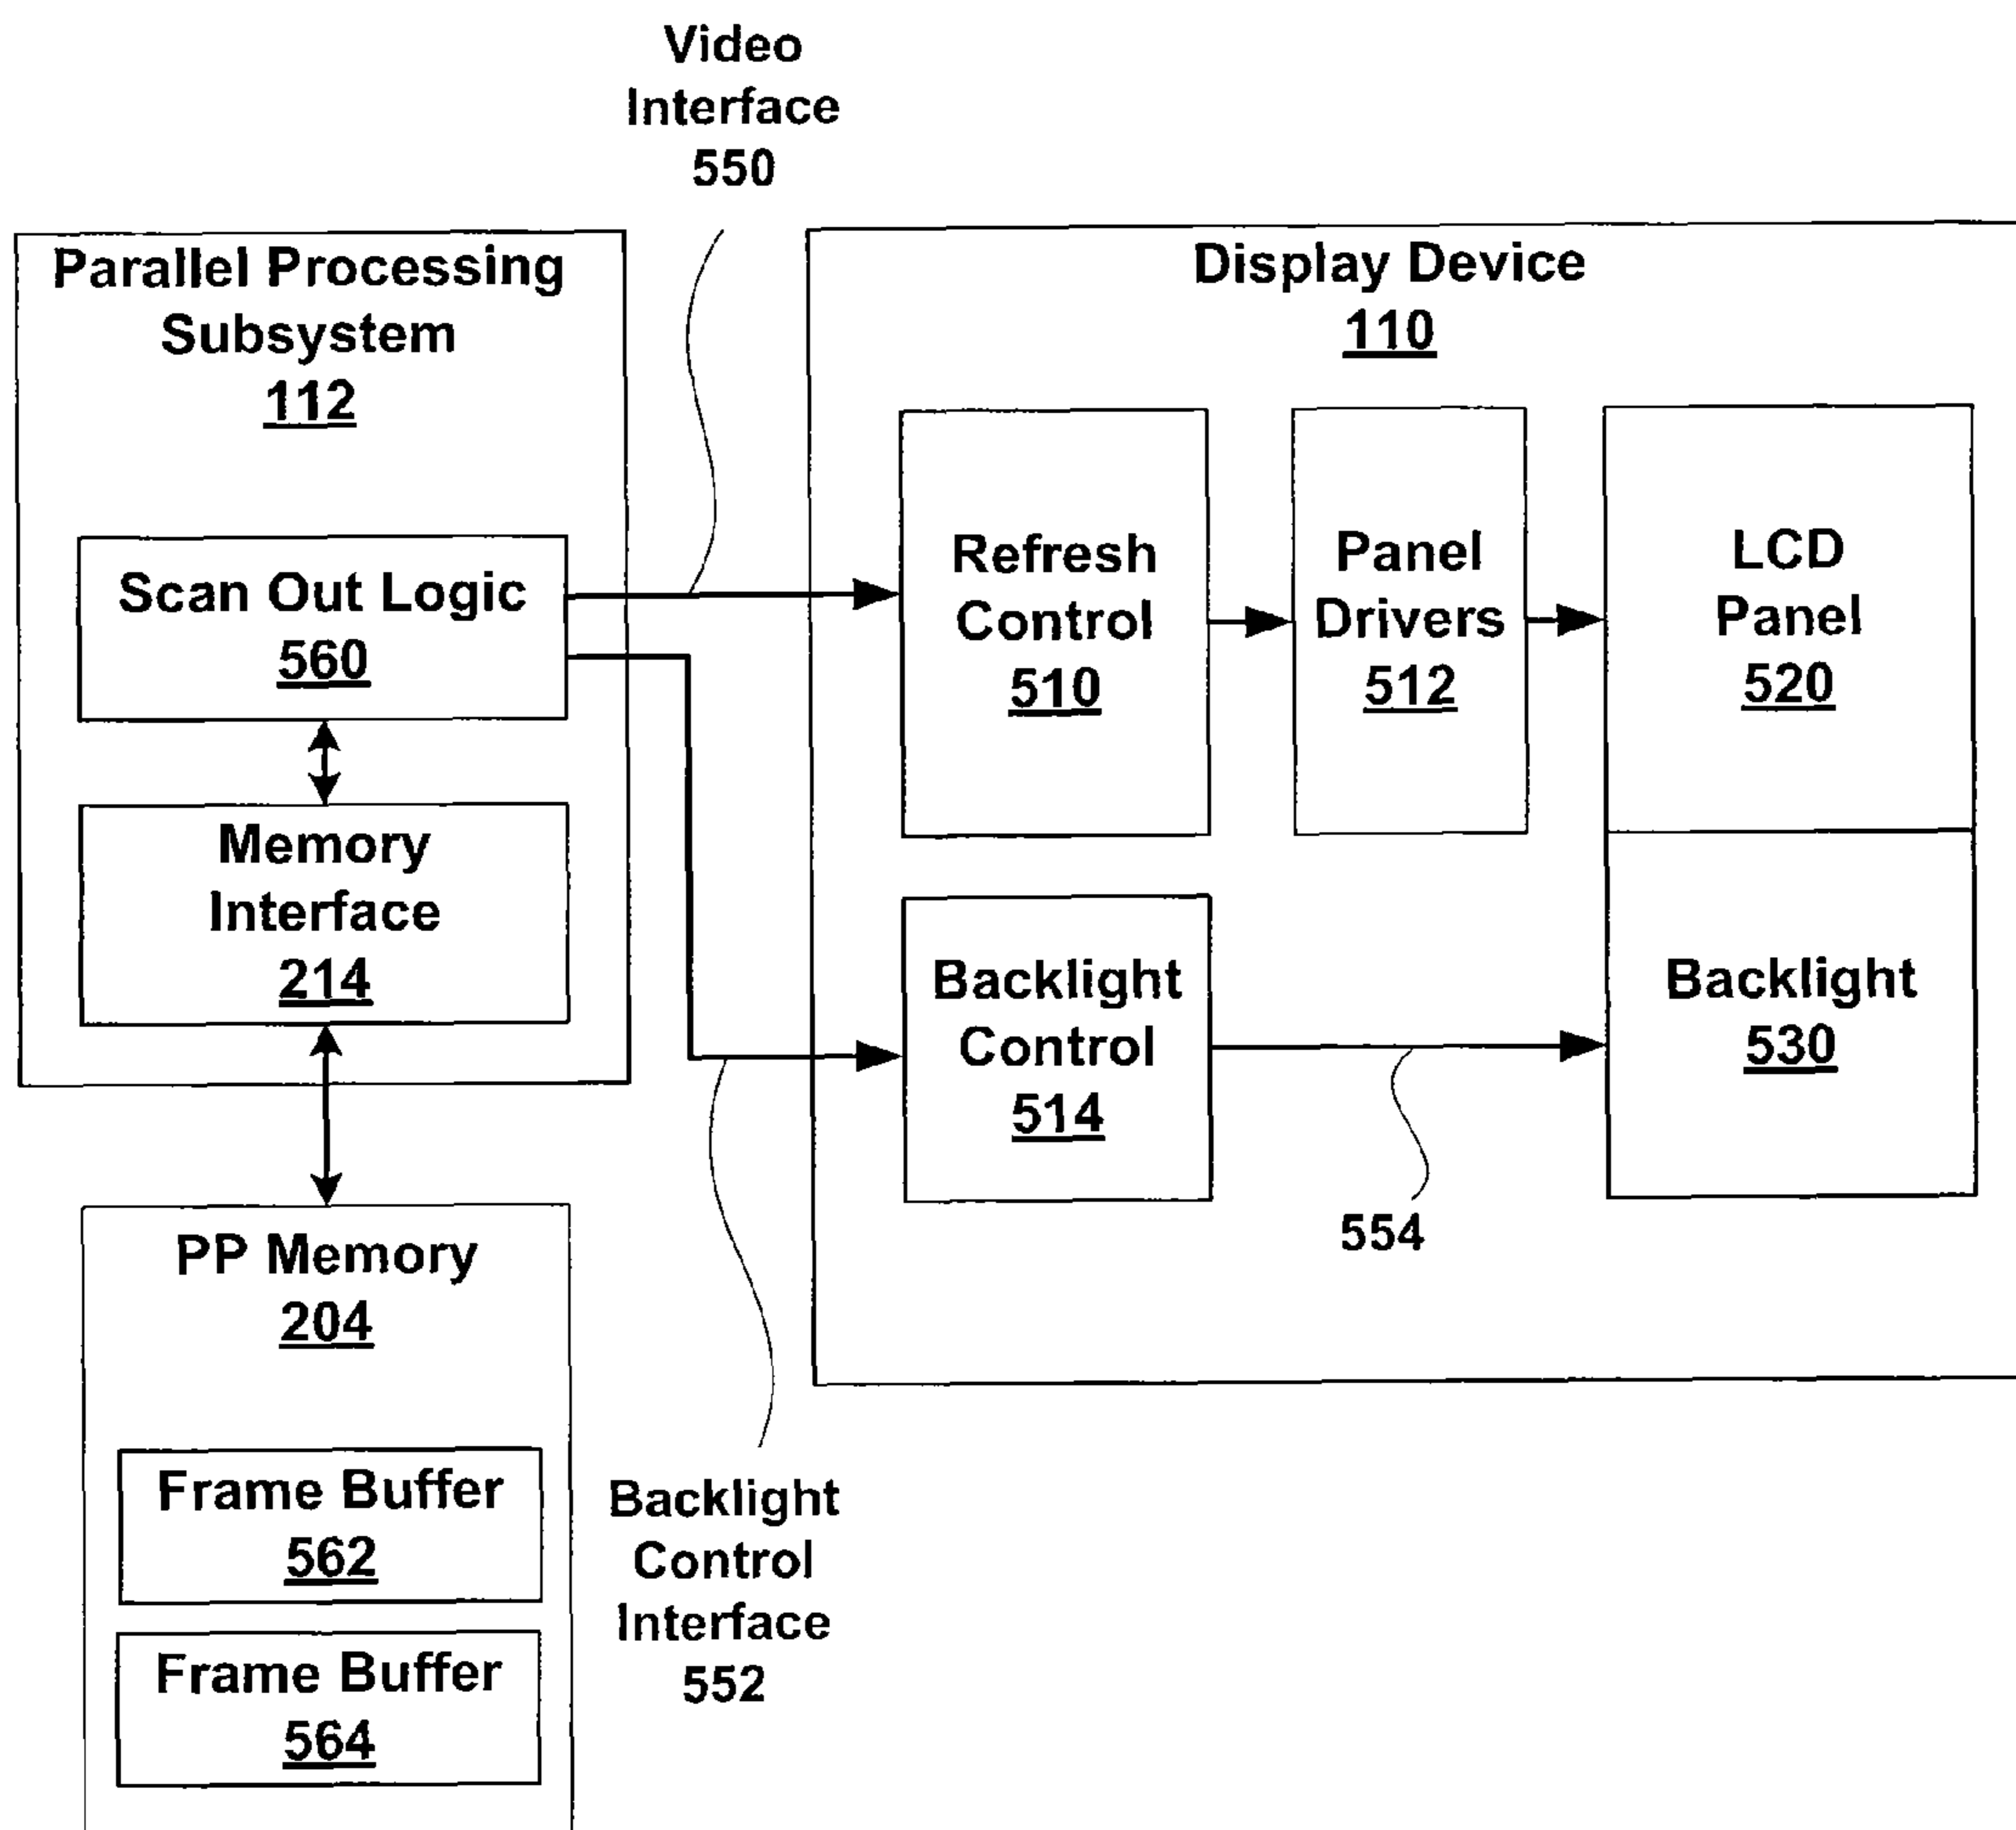 Video
Interface
550
Parallel Processing
Subsystem
112
Scan Out Logic
560
Memory
Interface
214
PP Memory
204
Frame Buffer
562
Frame Buffer
564
Display Device
110
Refresh
Control
510
Panel
Drivers
512
LCD
Panel
520
Backlight
Control
514
554
Backlight
530
Backlight
Control
Interface
552